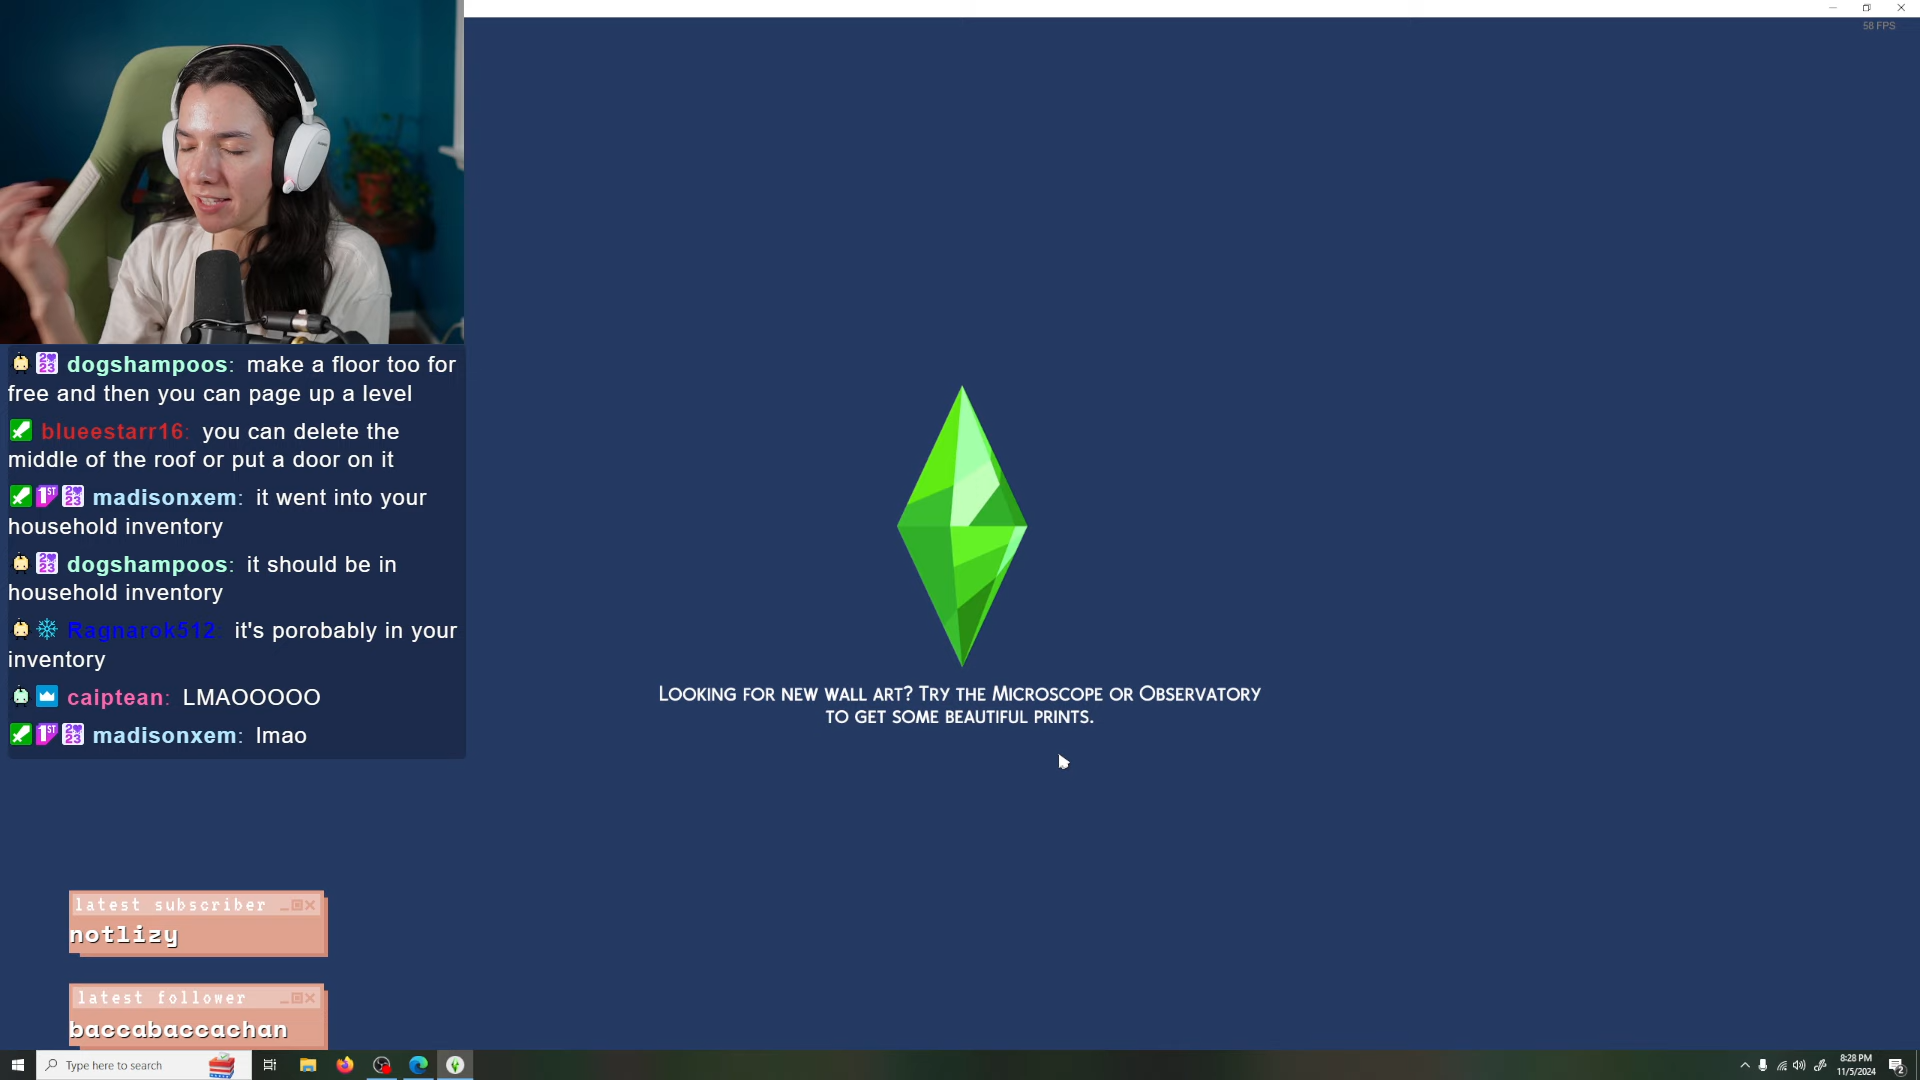 58 FPS
dogshampoos: make a floor too for
free and then you can page up a level
blueestarr16: you can delete the
middle of the roof or put a door on it
madisonxem: it went into your
household inventory
dogshampoos: it should be in
household inventory
Ragnarok512: it's porobably in your
inventory
caiptean: LMAOOOOO
madisonxem: lmao
LOOKING FOR NEW WALL ART? TRY THE MICROSCOPE OR OBSERVATORY
TO GET SOME BEAUTIFUL PRINTS.
latest subscriber
notlizy
latest follower
baccabaccachan
Type here to search
8:28 PM
11/5/2024
2